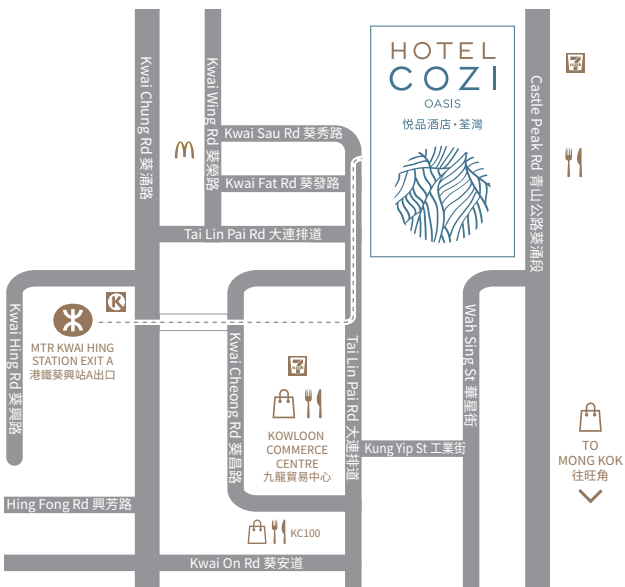 HOTEL
COZI
OASIS
悦品酒店·荃灣
Kwai Chung Rd 葵涌路
Kwai Wing Rd 葵榮路
Kwai Sau Rd 葵秀路
Kwai Fat Rd 葵發路
Tai Lin Pai Rd 大連排道
Castle Peak Rd 青山公路葵涌段
Kwai Hing Rd 葵興路
K
MTR KWAI HING
STATION EXIT A
港鐵葵興站A出口
Kwai Cheong Rd 葵昌路
7
KOWLOON
COMMERCE
CENTRE
九龍貿易中心
Tai Lin Pai Rd 大連排道
Wah Sing St 華星街
Kung Yip St 工業街
TO
MONG KOK
往旺角
Hing Fong Rd 興芳路
KC100
Kwai On Rd 葵安道
7